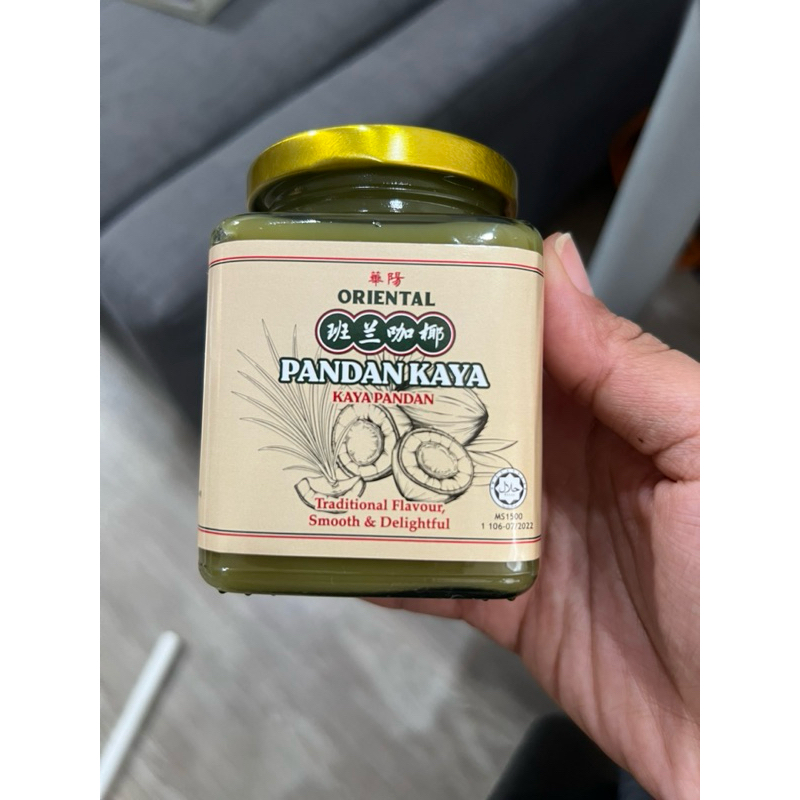 華陽
ORIENTAL
班兰咖椰
PANDAN KAYA
KAYA PANDAN
Traditional Flavour,
Smooth & Delightful
حلال
MS1500
1 106-07/2022